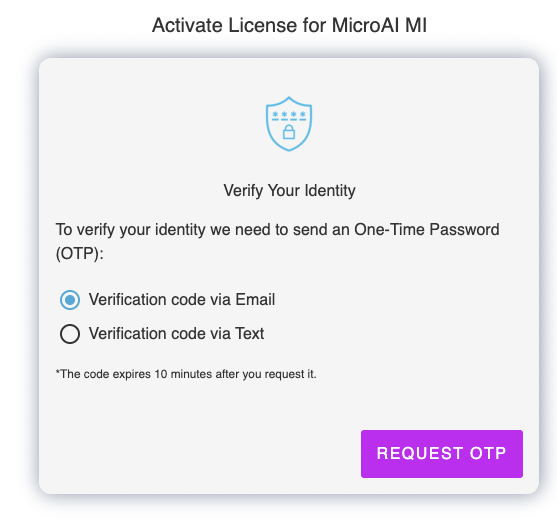 Activate License for MicroAI MI
****
Verify Your Identity
To verify your identity we need to send an One-Time Password
(OTP):
Verification code via Email
Verification code via Text
*The code expires 10 minutes after you request it.
REQUEST OTP